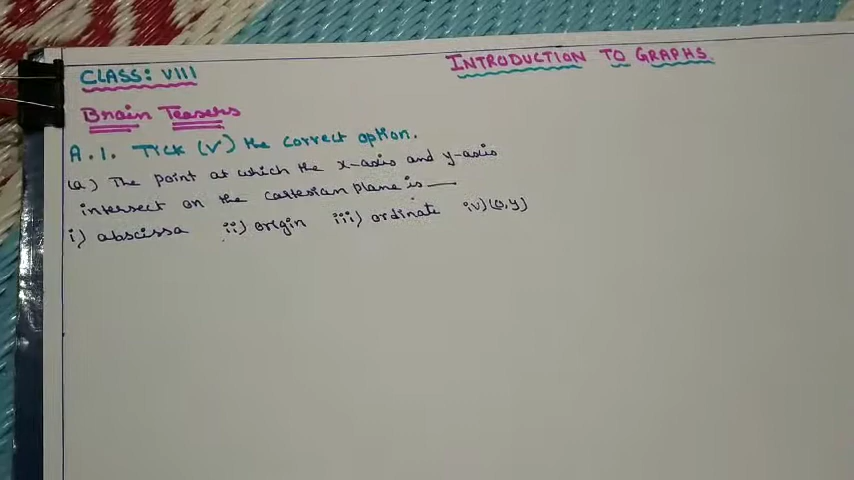 CLASS: VIII
INTRODUCTION TO GRAPHS
Brain Teasers
A.1. Tick (√) the correct option.
(a) The point at which the x-axis and y-axis
intersect on the cartesian plane is ___
i) abscissa ii) origin iii) ordinate iv) (0,y)